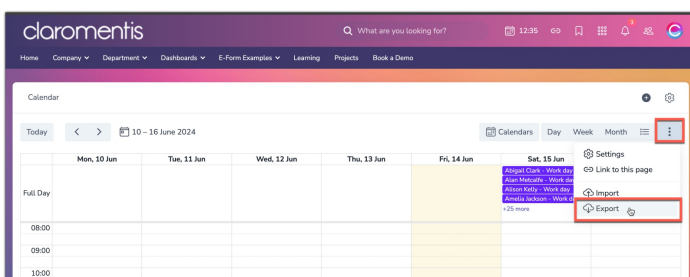 claromentis
What are you looking for?
12:35
3
Home Company Department Dashboards E-Form Examples Learning Projects Book a Demo
Calendar
Today 10 – 16 June 2024 Calendars Day Week Month
Mon, 10 Jun Tue, 11 Jun Wed, 12 Jun Thu, 13 Jun Fri, 14 Jun Sat, 15 Jun
Settings
Link to this page
Import
Export
Full Day
Abigail Clark - Work day
Alan Metcalfe - Work day
Alison Kelly - Work day
Amelia Jackson - Work d
+25 more
08:00
09:00
10:00